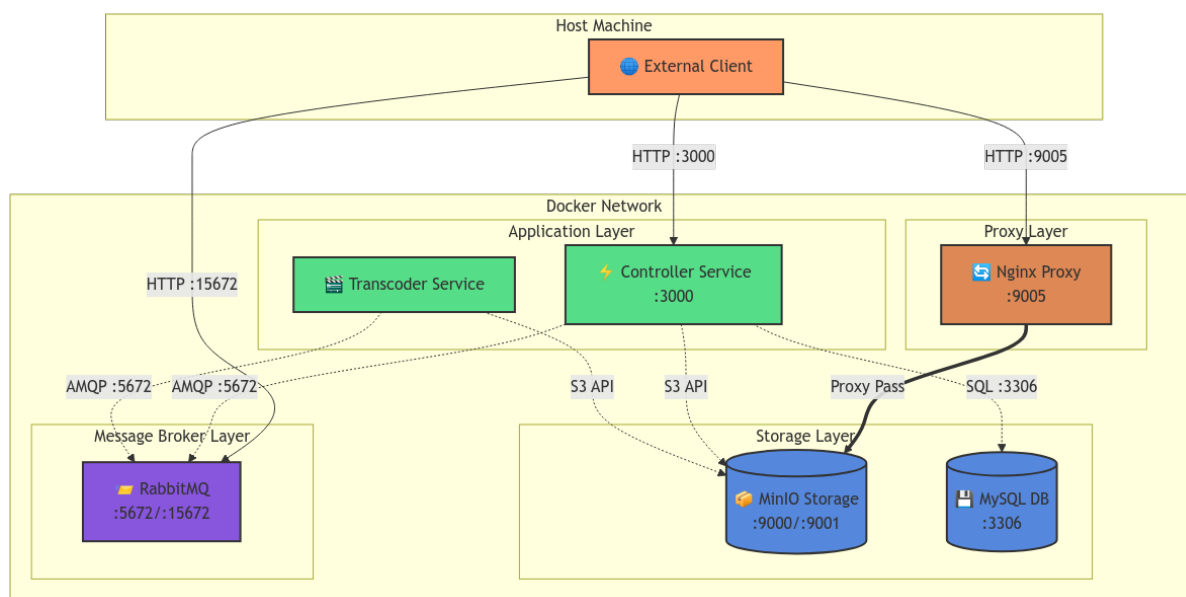 Host Machine
External Client
HTTP :3000
HTTP :9005
Docker Network
Application Layer
Proxy Layer
Transcoder Service
Controller Service
:3000
Nginx Proxy
:9005
HTTP :15672
AMQP :5672
AMQP :5672
S3 API
S3 API
Proxy Pass
SQL :3306
Message Broker Layer
Storage Layer
RabbitMQ
:5672/:15672
MinIO Storage
:9000/:9001
MySQL DB
:3306